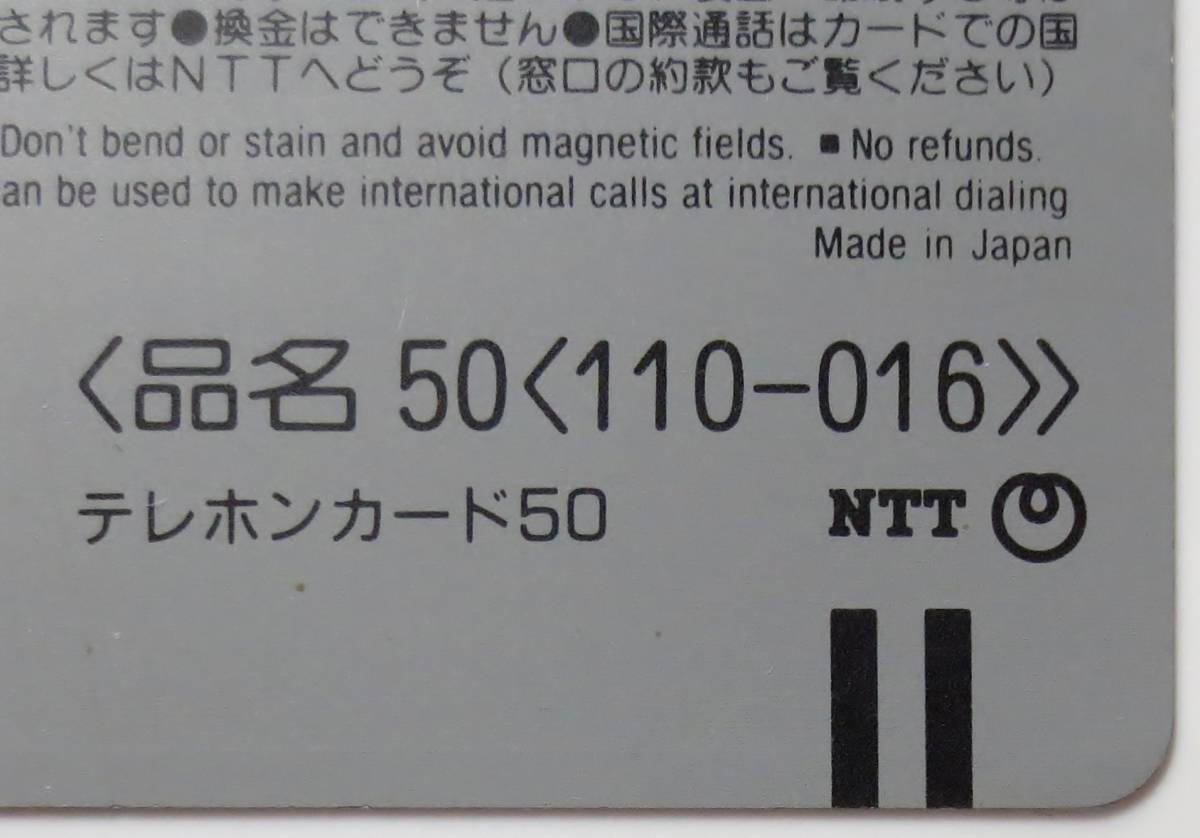 されます●換金はできません●国際通話はカードでの国
詳しくはNTTへどうぞ（窓口の約款もご覧ください）
Don't bend or stain and avoid magnetic fields. ■ No refunds.
an be used to make international calls at international dialing
Made in Japan
〈品名 50〈110-016〉〉
テレホンカード50
NTT